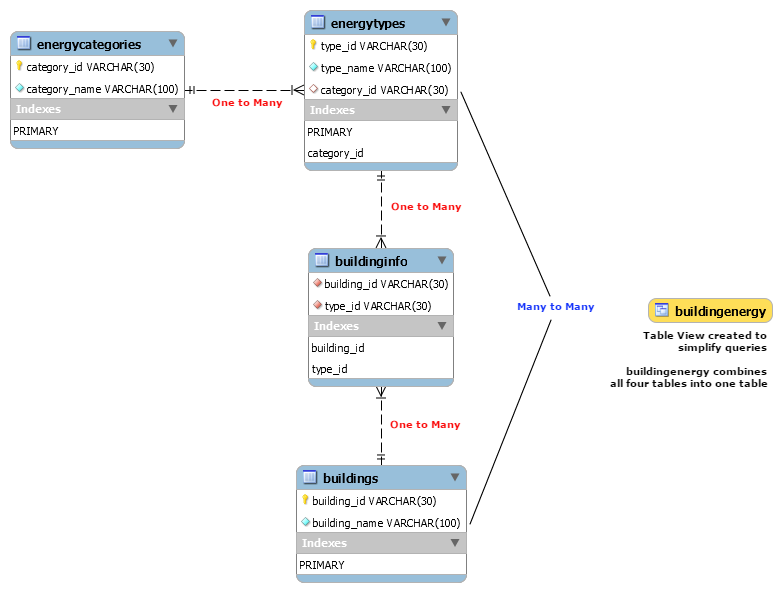 energycategories
category_id VARCHAR(30)
category_name VARCHAR(100)
Indexes
PRIMARY
One to Many
energytypes
type_id VARCHAR(30)
type_name VARCHAR(100)
category_id VARCHAR(30)
Indexes
PRIMARY
category_id
One to Many
buildinginfo
building_id VARCHAR(30)
type_id VARCHAR(30)
Indexes
building_id
type_id
One to Many
buildings
building_id VARCHAR(30)
building_name VARCHAR(100)
Indexes
PRIMARY
Many to Many
buildingenergy
Table View created to
simplify queries
buildingenergy combines
all four tables into one table